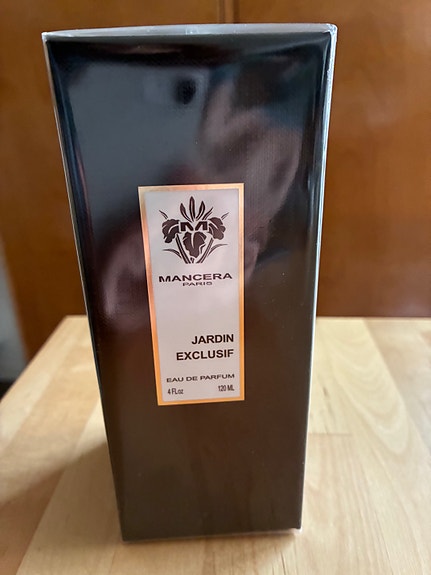 M
MANCERA
PARIS
JARDIN
EXCLUSIF
EAU DE PARFUM
4 FL.oz 120 ML